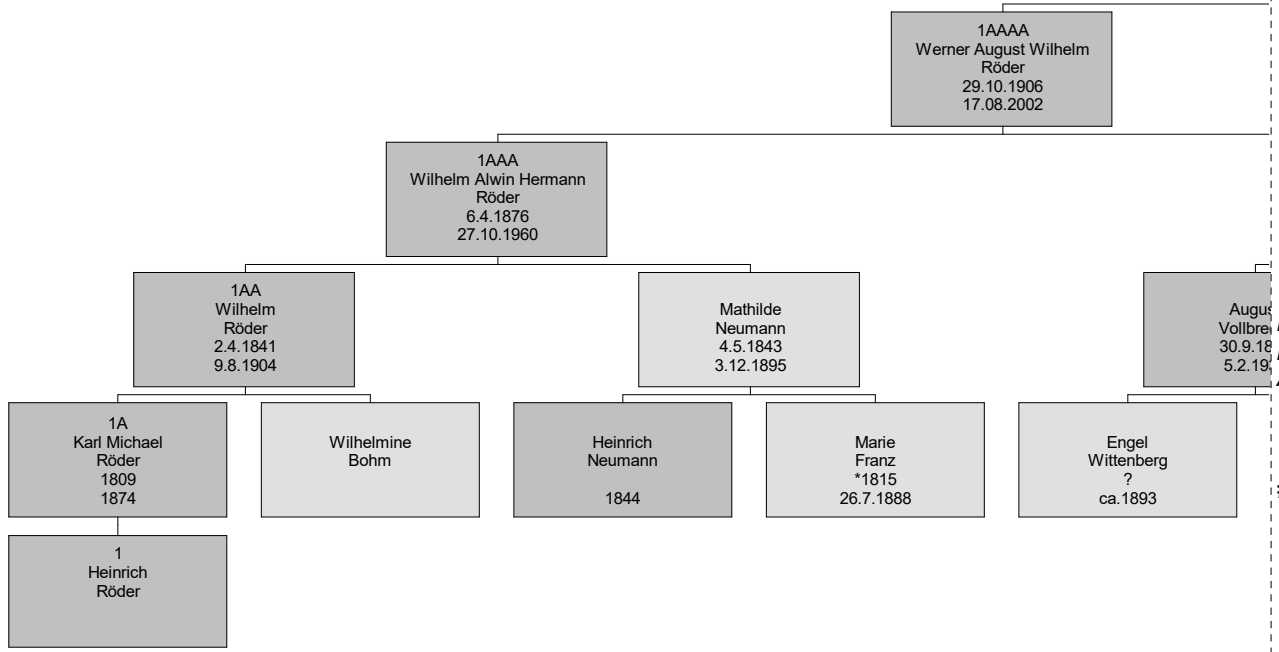 1AAAA
Werner August Wilhelm
Röder
29.10.1906
17.08.2002
1AAA
Wilhelm Alwin Hermann
Röder
6.4.1876
27.10.1960
1AA
Wilhelm
Röder
2.4.1841
9.8.1904
Mathilde
Neumann
4.5.1843
3.12.1895
1A
Karl Michael
Röder
1809
1874
Wilhelmine
Bohm
Heinrich
Neumann
1844
Marie
Franz
*1815
26.7.1888
Engel
Wittenberg
?
ca.1893
1
Heinrich
Röder